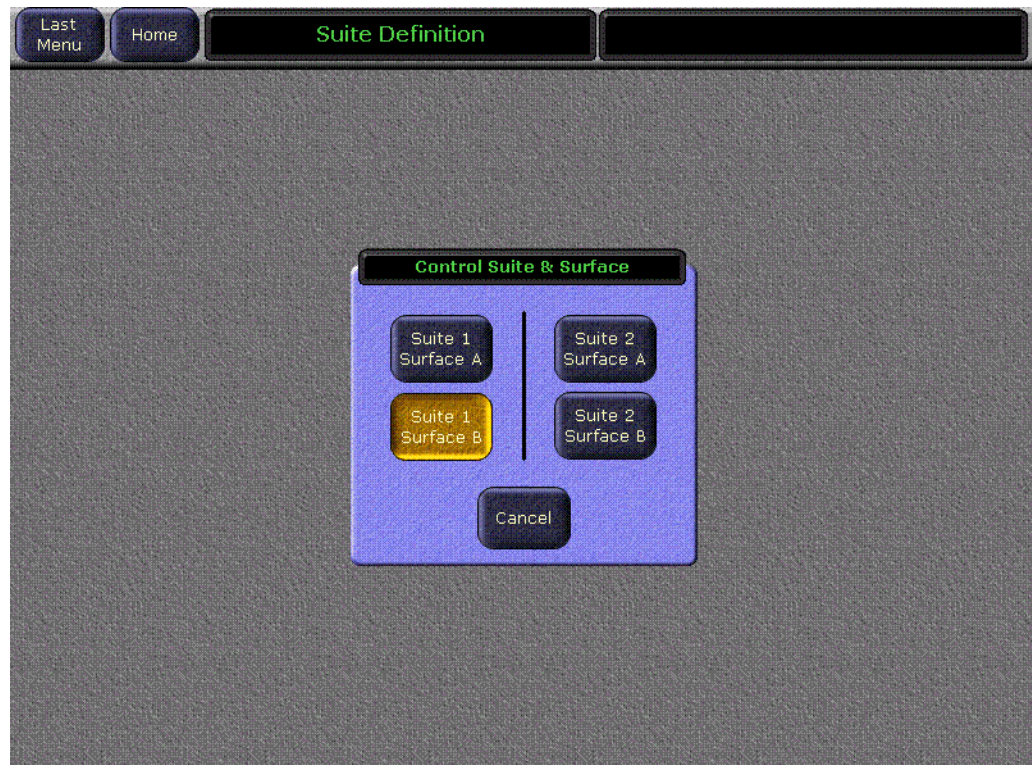 Last
Menu
Home
Suite Definition
Control Suite & Surface
Suite 1
Surface A
Suite 2
Surface A
Suite 1
Surface B
Suite 2
Surface B
Cancel